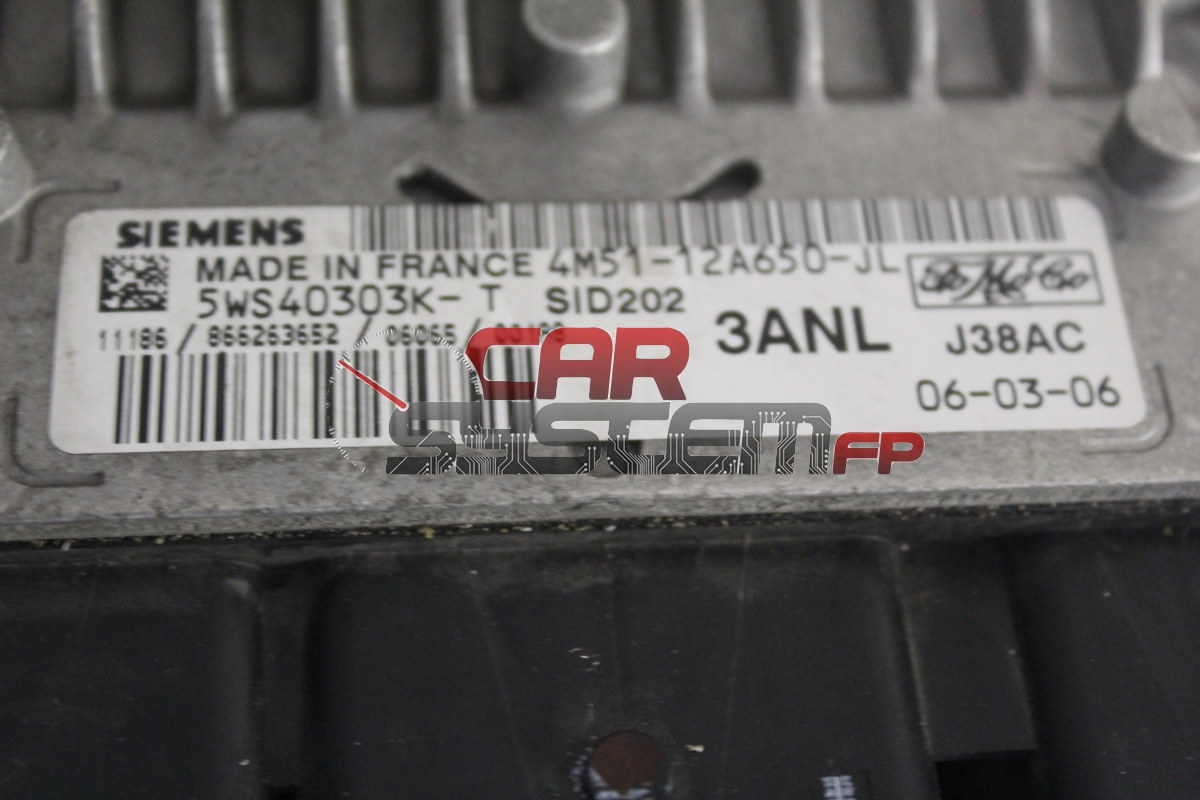 SIEMENS
MADE IN FRANCE 4M51-12A650-JL
FoMoCo
5WS40303K-T SID202
3ANL J38AC
11186 / 866263652 / 06065 /
06-03-06
CAR
SYSTEM FP